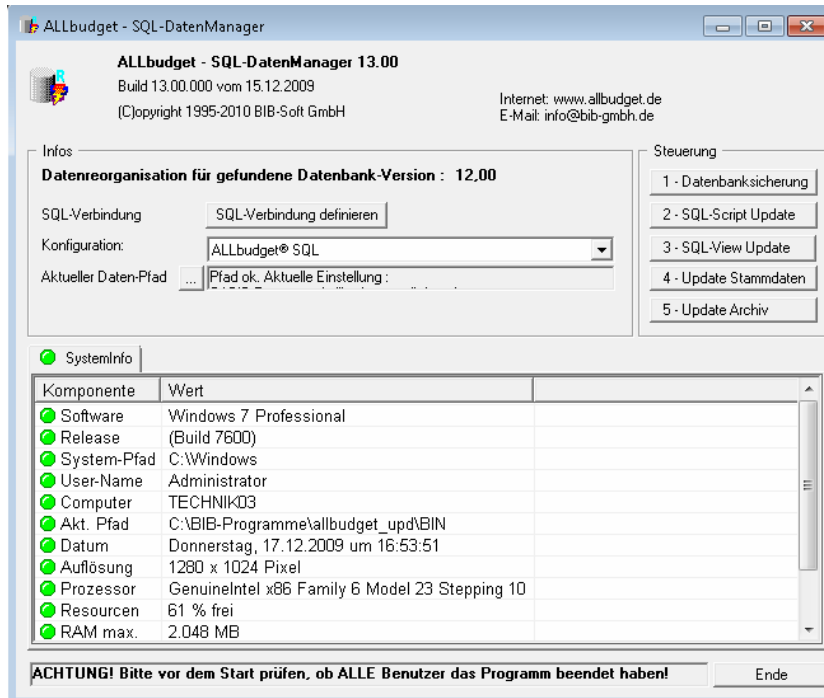 ALLbudget - SQL-DatenManager
ALLbudget - SQL-DatenManager 13.00
Build 13.00.000 vom 15.12.2009
(C)opyright 1995-2010 BIB-Soft GmbH
Internet: www.allbudget.de
E-Mail: info@bib-gmbh.de
Infos
Datenreorganisation für gefundene Datenbank-Version : 12,00
SQL-Verbindung
SQL-Verbindung definieren
Konfiguration:
ALLbudget® SQL
Aktueller Daten-Pfad
...
Pfad ok. Aktuelle Einstellung :
Steuerung
1 - Datenbanksicherung
2 - SQL-Script Update
3 - SQL-View Update
4 - Update Stammdaten
5 - Update Archiv
SystemInfo
Komponente Wert
Software Windows 7 Professional
Release (Build 7600)
System-Pfad C:\Windows
User-Name Administrator
Computer TECHNIK03
Akt. Pfad C:\BIB-Programme\allbudget_upd\BIN
Datum Donnerstag, 17.12.2009 um 16:53:51
Auflösung 1280 x 1024 Pixel
Prozessor GenuineIntel x86 Family 6 Model 23 Stepping 10
Resourcen 61 % frei
RAM max. 2.048 MB
ACHTUNG! Bitte vor dem Start prüfen, ob ALLE Benutzer das Programm beendet haben!
Ende